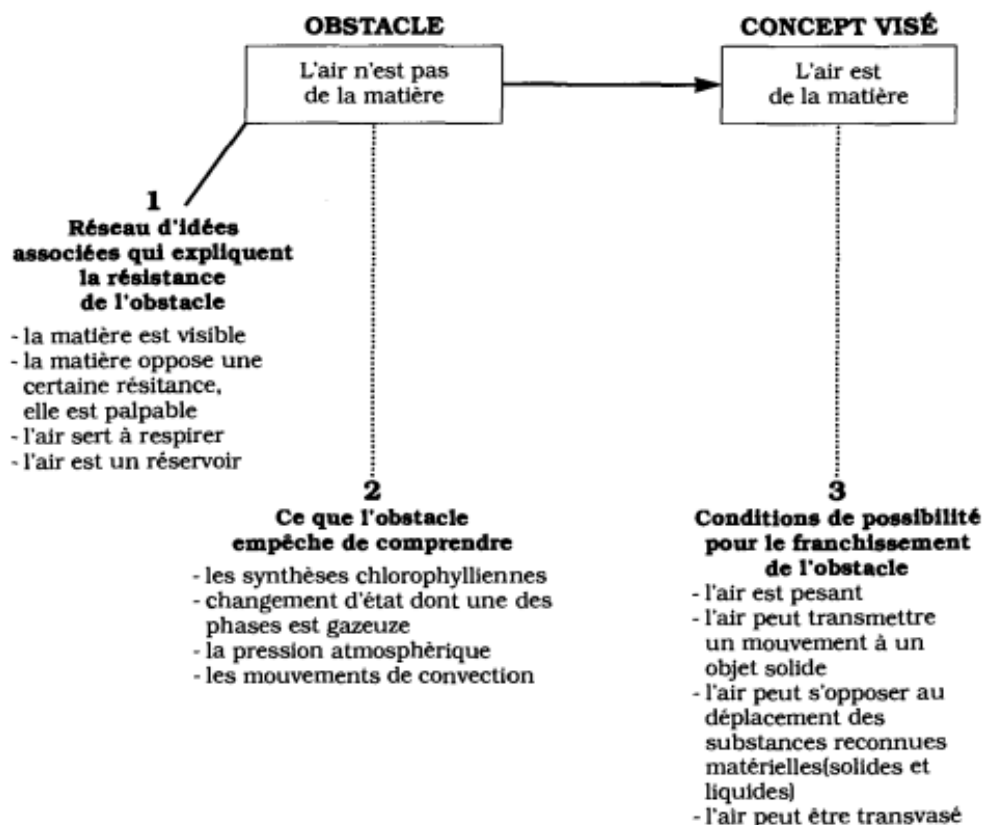 OBSTACLE
L'air n'est pas
de la matière
CONCEPT VISÉ
L'air est
de la matière
1
Réseau d'idées
associées qui expliquent
la résistance
de l'obstacle
- la matière est visible
- la matière oppose une
certaine résitance,
elle est palpable
- l'air sert à respirer
- l'air est un réservoir
2
Ce que l'obstacle
empêche de comprendre
- les synthèses chlorophylliennes
- changement d'état dont une des
phases est gazeuze
- la pression atmosphèrique
- les mouvements de convection
3
Conditions de possibilité
pour le franchissement
de l'obstacle
- l'air est pesant
- l'air peut transmettre
un mouvement à un
objet solide
- l'air peut s'opposer au
déplacement des
substances reconnues
matérielles(solides et
liquides)
- l'air peut être transvasé